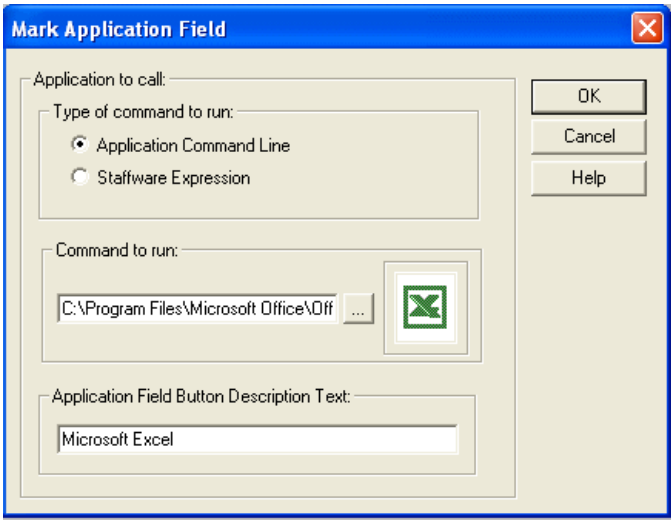 Mark Application Field
Application to call:
Type of command to run:
Application Command Line
Staffware Expression
Command to run:
C:\Program Files\Microsoft Office\Off
...
Application Field Button Description Text:
Microsoft Excel
OK
Cancel
Help